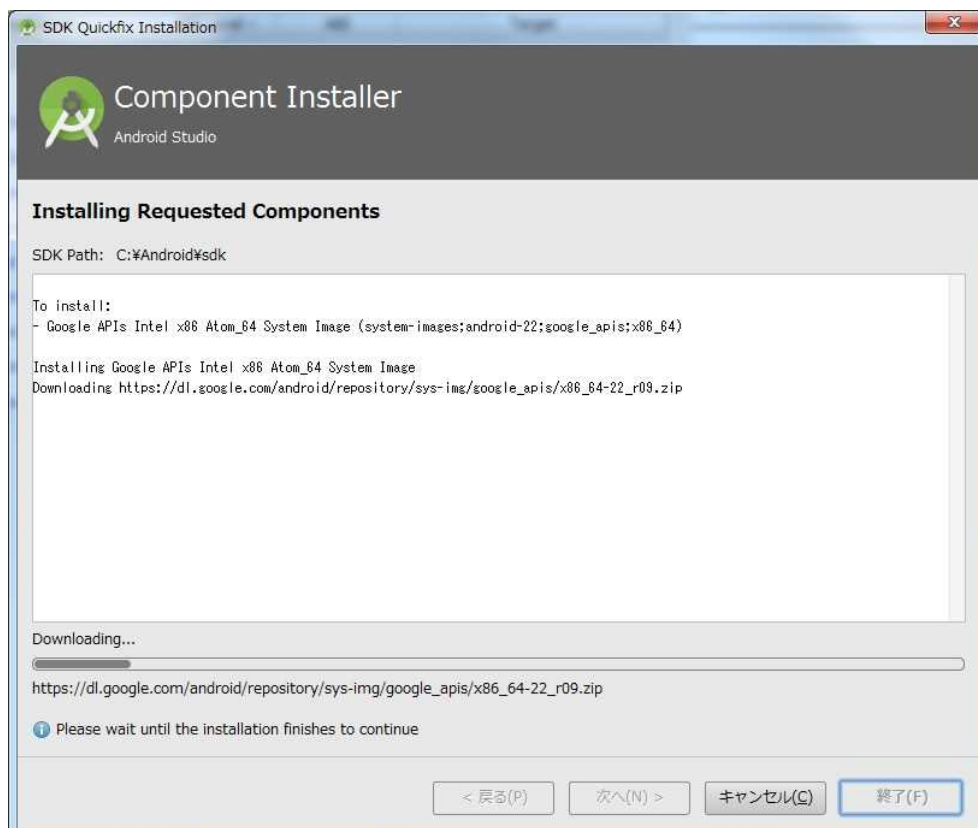 SDK Quickfix Installation
Component Installer
Android Studio
Installing Requested Components
SDK Path: C:¥Android¥sdk
To install:
- Google APIs Intel x86 Atom_64 System Image (system-images;android-22;google_apis;x86_64)
Installing Google APIs Intel x86 Atom_64 System Image
Downloading https://dl.google.com/android/repository/sys-img/google_apis/x86_64-22_r09.zip
Downloading...
https://dl.google.com/android/repository/sys-img/google_apis/x86_64-22_r09.zip
Please wait until the installation finishes to continue
< 戻る(P) 次へ(N) > キャンセル(C) 終了(F)